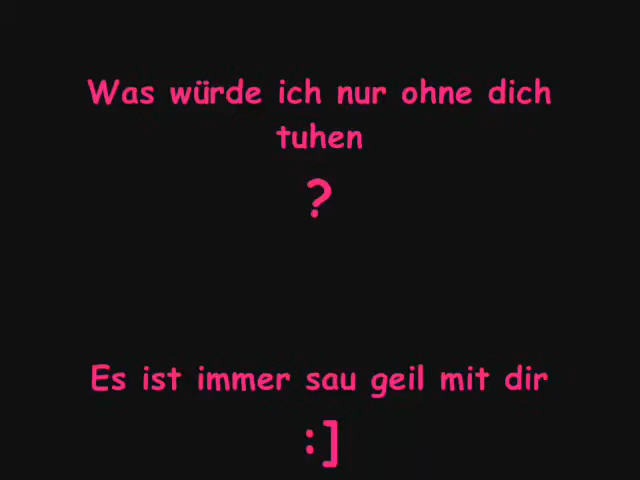 Was würde ich nur ohne dich
tuhen
?
Es ist immer sau geil mit dir
:]